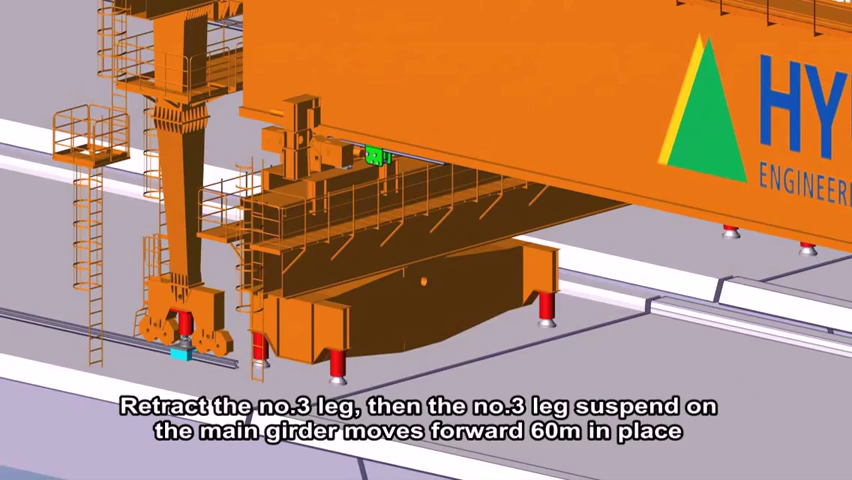 HY
ENGINEERI
Retract the no.3 leg, then the no.3 leg suspend on
the main girder moves forward 60m in place